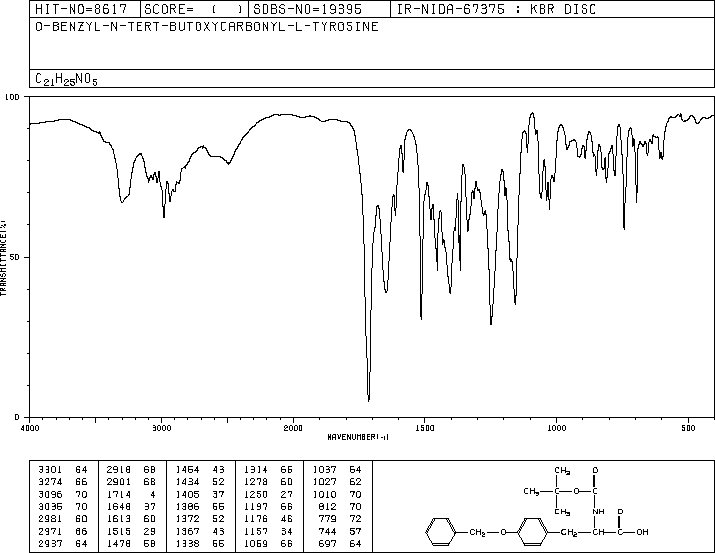 HIT-NO=8617 SCORE= ( ) SDBS-NO=19395 IR-NIDA-67375 : KBR DISC
O-BENZYL-N-TERT-BUTOXYCARBONYL-L-TYROSINE
C21H25NO5
100
50
0
TRANSMITTANCE(%)
4000 3000 2000 1500 1000 500
WAVENUMBER(-1)
3301 64 2918 68 1454 43 1314 66 1037 64
3274 66 2901 68 1434 52 1278 60 1027 62
3096 70 1714 4 1405 37 1250 27 1010 70
3035 70 1648 37 1386 55 1197 66 812 70
2981 60 1613 60 1372 52 1176 46 779 72
2971 66 1515 29 1367 43 1157 34 744 57
2937 64 1478 58 1338 55 1069 66 697 64
CH3 O
CH3 C O C
CH3 NH O
CH2 O CH2 CH C OH